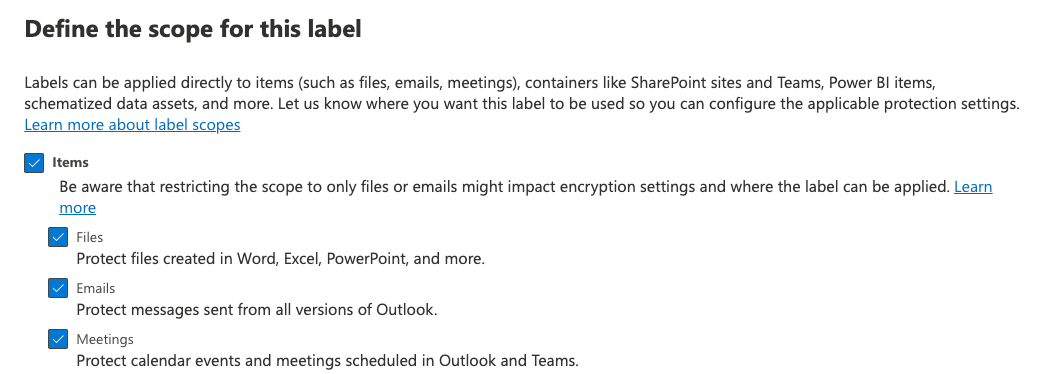 Define the scope for this label
Labels can be applied directly to items (such as files, emails, meetings), containers like SharePoint sites and Teams, Power BI items,
schematized data assets, and more. Let us know where you want this label to be used so you can configure the applicable protection settings.
Learn more about label scopes
Items
Be aware that restricting the scope to only files or emails might impact encryption settings and where the label can be applied. Learn
more
Files
Protect files created in Word, Excel, PowerPoint, and more.
Emails
Protect messages sent from all versions of Outlook.
Meetings
Protect calendar events and meetings scheduled in Outlook and Teams.